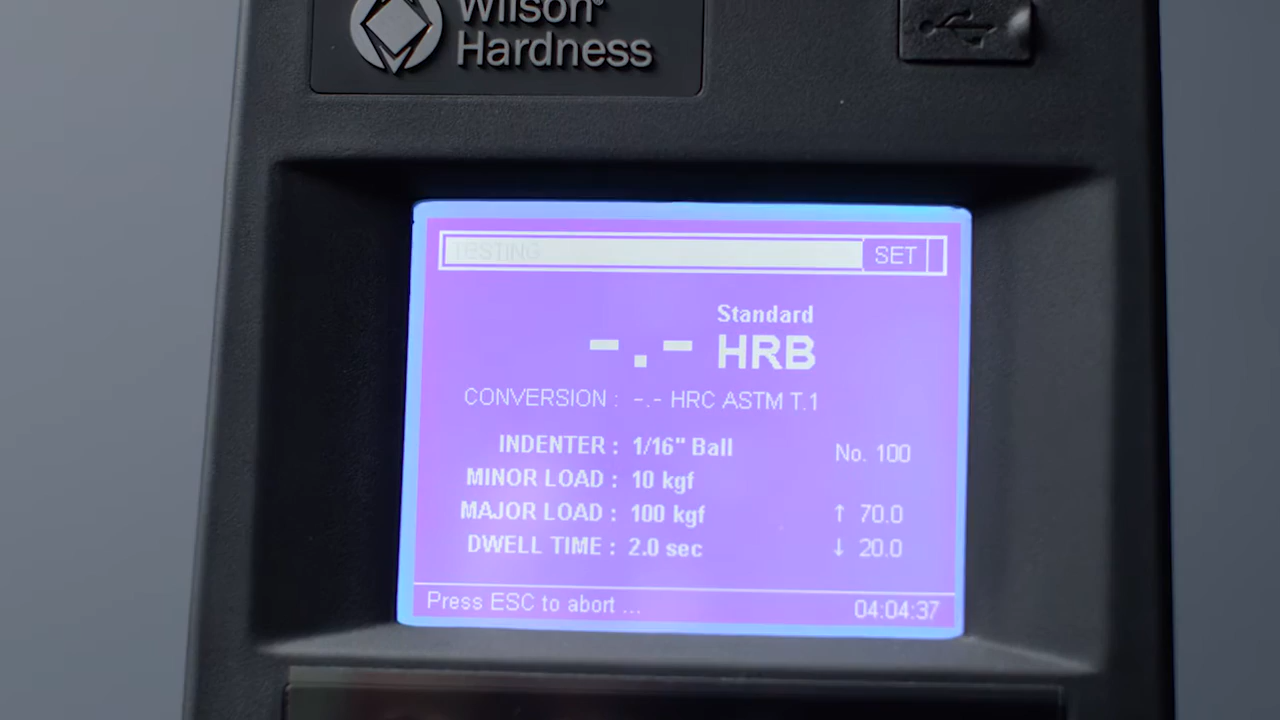 Wilson®
Hardness
TESTING SET
Standard
-.- HRB
CONVERSION : -.- HRC ASTM T.1
INDENTER : 1/16" Ball No. 100
MINOR LOAD : 10 kgf
MAJOR LOAD : 100 kgf ↑ 70.0
DWELL TIME : 2.0 sec ↓ 20.0
Press ESC to abort ... 04:04:37